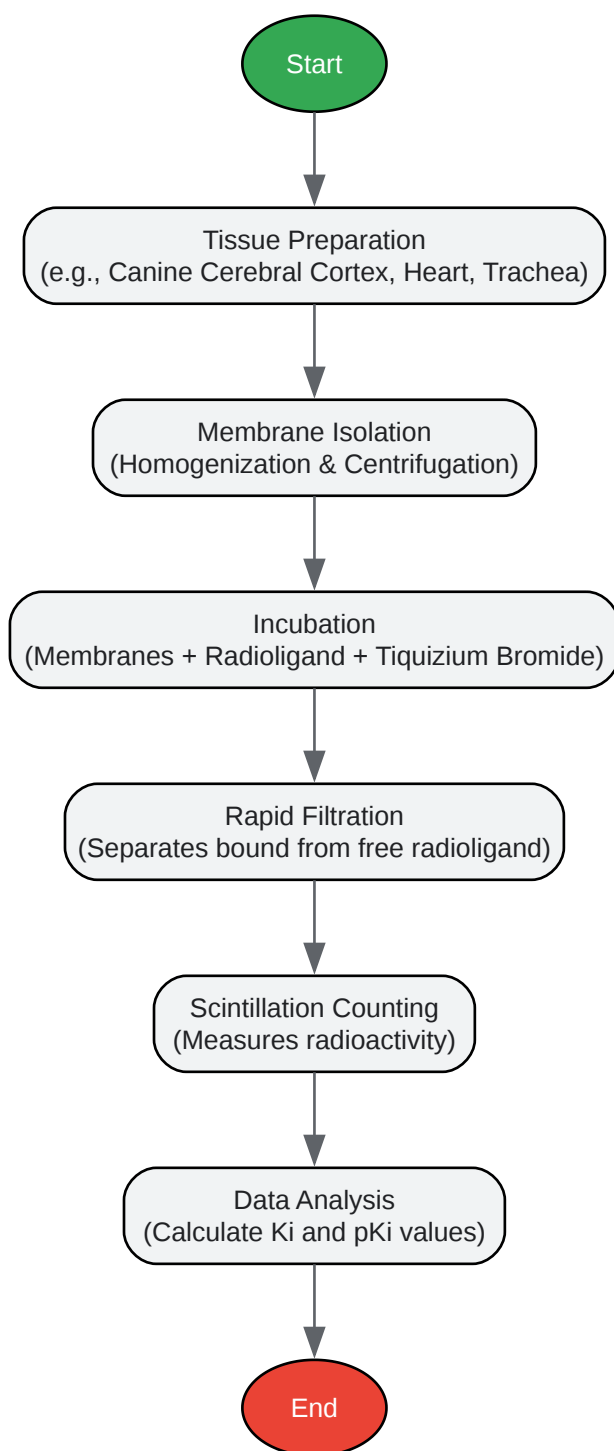 Start
Tissue Preparation
(e.g., Canine Cerebral Cortex, Heart, Trachea)
Membrane Isolation
(Homogenization & Centrifugation)
Incubation
(Membranes + Radioligand + Tiquizium Bromide)
Rapid Filtration
(Separates bound from free radioligand)
Scintillation Counting
(Measures radioactivity)
Data Analysis
(Calculate Ki and pKi values)
End